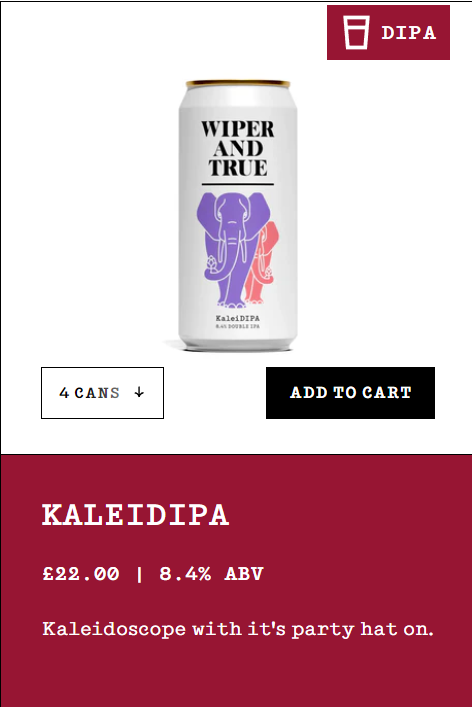 DIPA
WIPER
AND
TRUE
KaleiDIPA
8.4% DOUBLE IPA
4 CANS ↓
ADD TO CART
KALEIDIPA
£22.00 | 8.4% ABV
Kaleidoscope with it's party hat on.